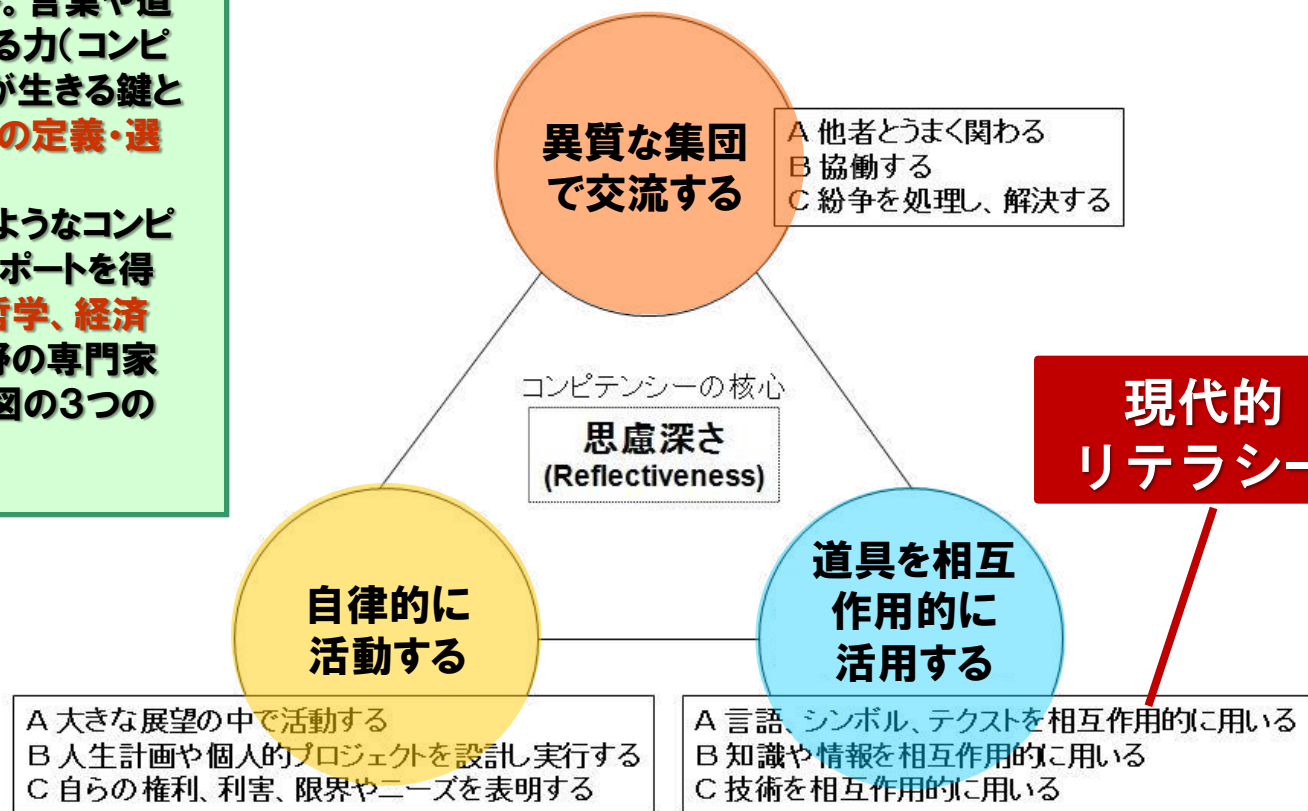 。言葉や道
る力(コンピ
が生きる鍵と
の定義・選
ようなコンピ
ポートを得
哲学、経済
野の専門家
図の3つの
異質な集団
で交流する
A 他者とうまく関わる
B 協働する
C 紛争を処理し、解決する
コンピテンシーの核心
思慮深さ
(Reflectiveness)
現代的
リテラシー
自律的に
活動する
道具を相互
作用的に
活用する
A 大きな展望の中で活動する
B 人生計画や個人的プロジェクトを設計し実行する
C 自らの権利、利害、限界やニーズを表明する
A 言語、シンボル、テクストを相互作用的に用いる
B 知識や情報を相互作用的に用いる
C 技術を相互作用的に用いる